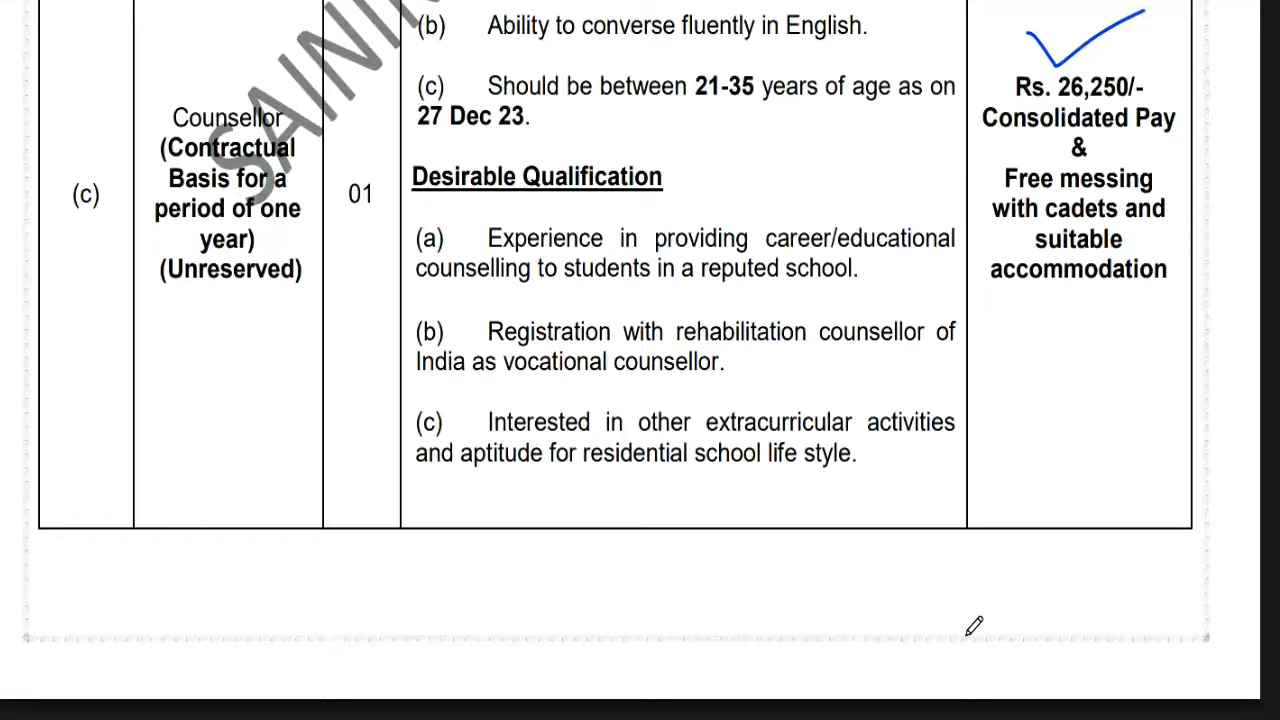 (b) Ability to converse fluently in English.
(c) Should be between 21-35 years of age as on
27 Dec 23.
(c)
Counsellor
(Contractual
Basis for a
period of one
year)
(Unreserved)
01
Desirable Qualification
(a) Experience in providing career/educational
counselling to students in a reputed school.
(b) Registration with rehabilitation counsellor of
India as vocational counsellor.
(c) Interested in other extracurricular activities
and aptitude for residential school life style.
Rs. 26,250/-
Consolidated Pay
&
Free messing
with cadets and
suitable
accommodation
SAINIK